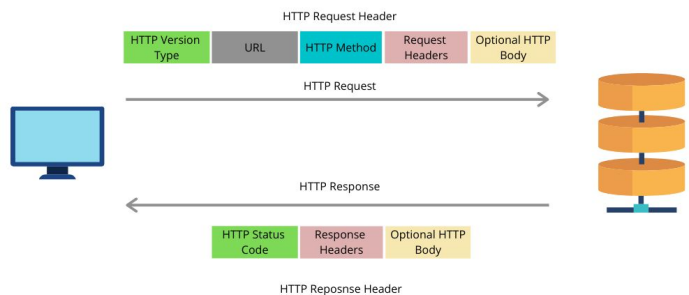 HTTP Request Header
HTTP Version
Type
URL
HTTP Method
Request
Headers
Optional HTTP
Body
HTTP Request
HTTP Response
HTTP Status
Code
Response
Headers
Optional HTTP
Body
HTTP Reposnse Header